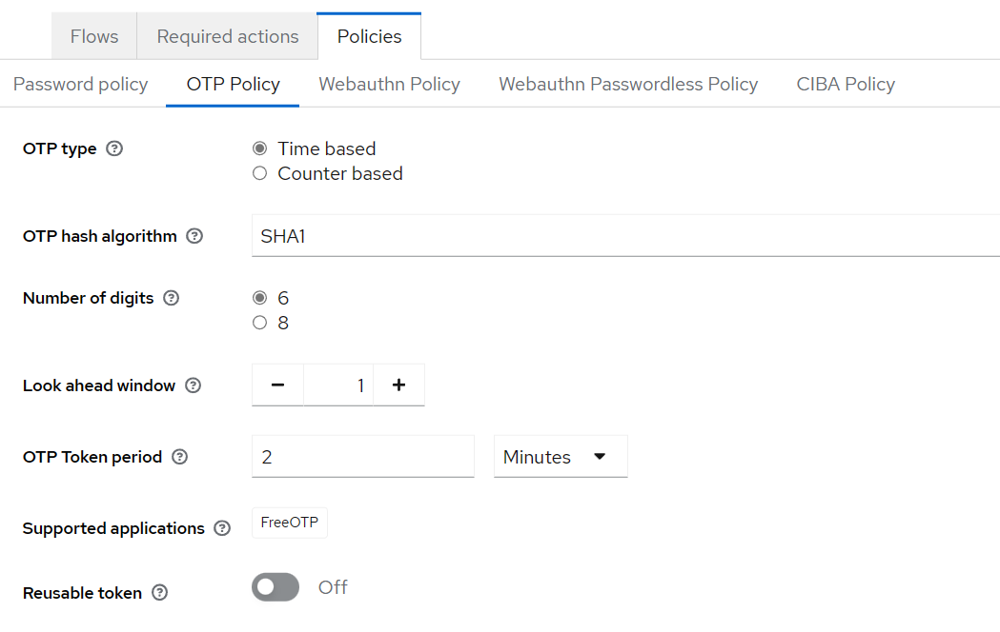 Flows Required actions Policies
Password policy OTP Policy Webauthn Policy Webauthn Passwordless Policy CIBA Policy
OTP type ? Time based
Counter based
OTP hash algorithm ? SHA1
Number of digits ? 6
8
Look ahead window ? − 1 +
OTP Token period ? 2 Minutes
Supported applications ? FreeOTP
Reusable token ? Off